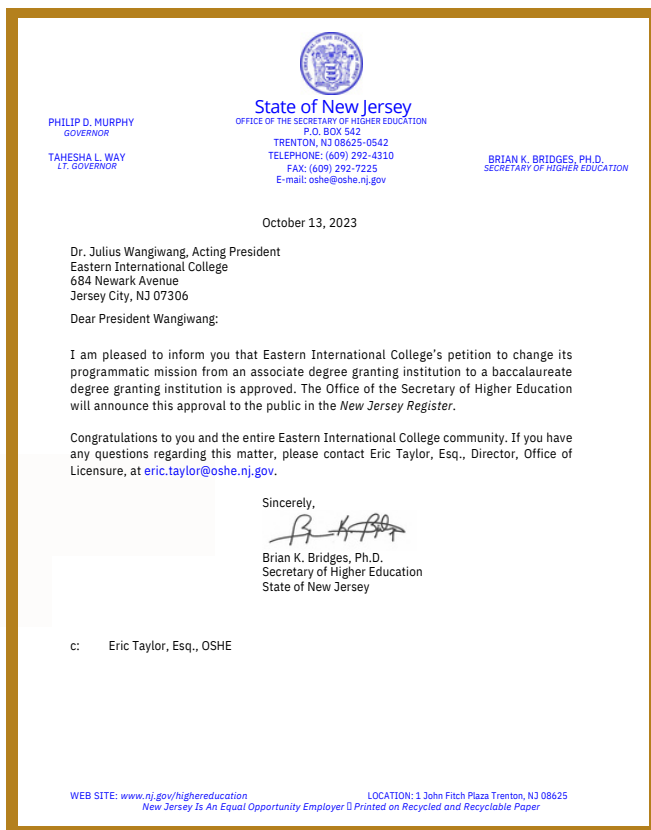 State of New Jersey
OFFICE OF THE SECRETARY OF HIGHER EDUCATION
P.O. BOX 542
TRENTON, NJ 08625-0542
TELEPHONE: (609) 292-4310
FAX: (609) 292-7225
E-mail: oshe@oshe.nj.gov
PHILIP D. MURPHY
GOVERNOR
TAHESHA L. WAY
LT. GOVERNOR
BRIAN K. BRIDGES, PH.D.
SECRETARY OF HIGHER EDUCATION
October 13, 2023
Dr. Julius Wangiwang, Acting President
Eastern International College
684 Newark Avenue
Jersey City, NJ 07306
Dear President Wangiwang:
I am pleased to inform you that Eastern International College’s petition to change its
programmatic mission from an associate degree granting institution to a baccalaureate
degree granting institution is approved. The Office of the Secretary of Higher Education
will announce this approval to the public in the New Jersey Register.
Congratulations to you and the entire Eastern International College community. If you have
any questions regarding this matter, please contact Eric Taylor, Esq., Director, Office of
Licensure, at eric.taylor@oshe.nj.gov.
Sincerely,
Brian K. Bridges, Ph.D.
Secretary of Higher Education
State of New Jersey
c: Eric Taylor, Esq., OSHE
WEB SITE: www.nj.gov/highereducation LOCATION: 1 John Fitch Plaza Trenton, NJ 08625
New Jersey Is An Equal Opportunity Employer ▯ Printed on Recycled and Recyclable Paper